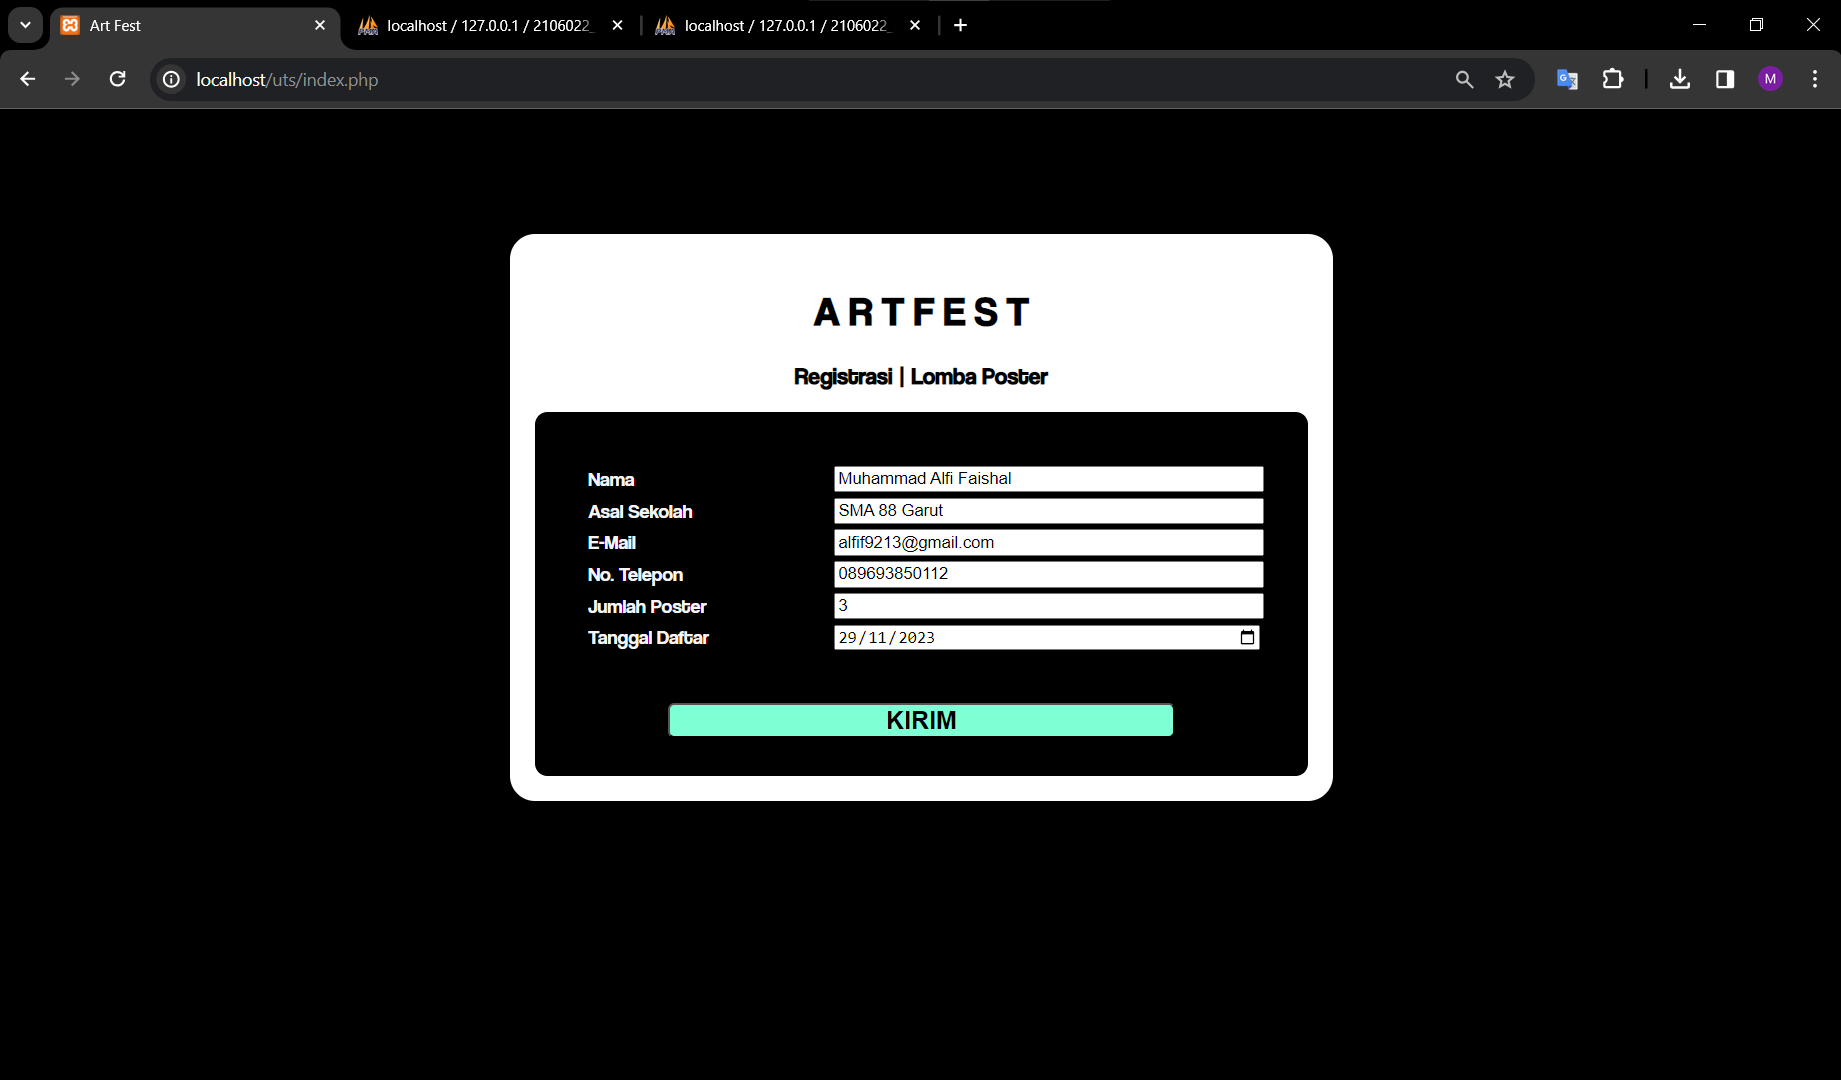 Art Fest
localhost / 127.0.0.1 / 2106022_
localhost / 127.0.0.1 / 2106022_
localhost/uts/index.php
M
ARTFEST
Registrasi | Lomba Poster
Nama
Muhammad Alfi Faishal
Asal Sekolah
SMA 88 Garut
E-Mail
alfif9213@gmail.com
No. Telepon
089693850112
Jumlah Poster
3
Tanggal Daftar
29/11/2023
KIRIM